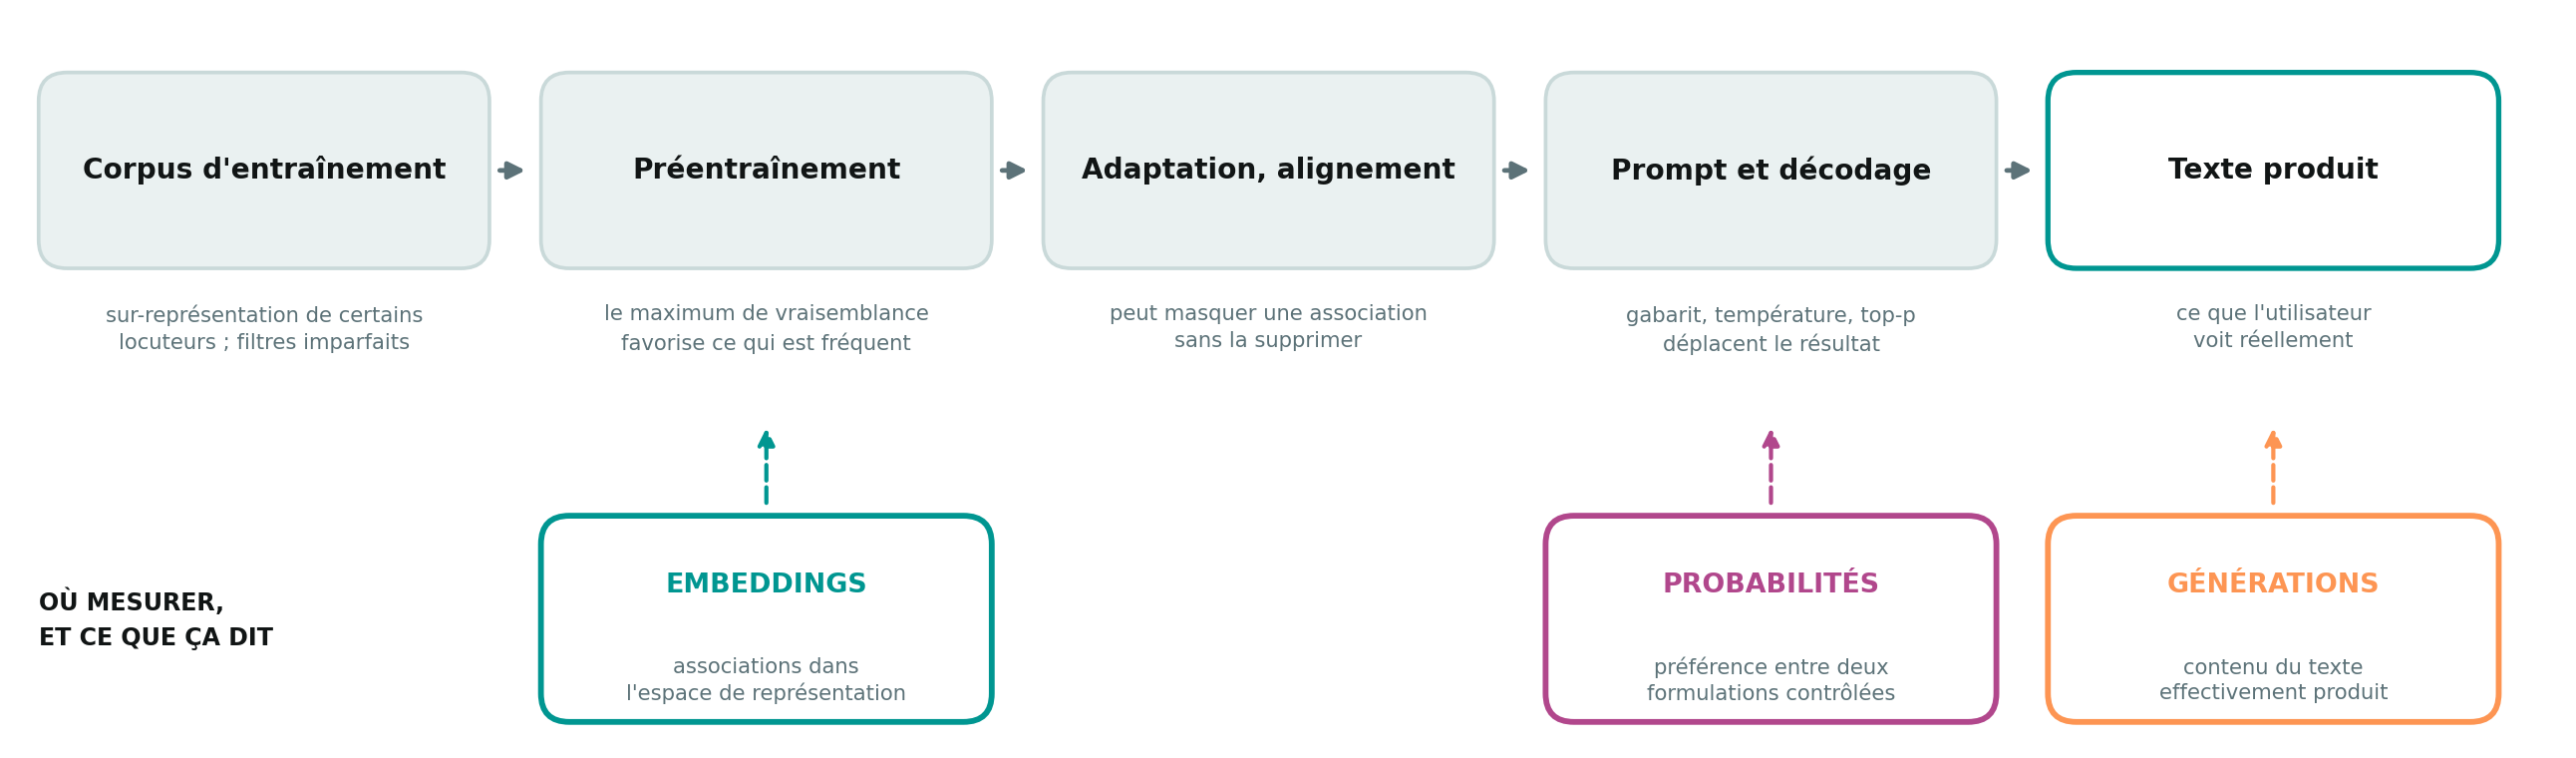 Corpus d'entraînement
Préentraînement
Adaptation, alignement
Prompt et décodage
Texte produit
sur-représentation de certains
locuteurs ; filtres imparfaits
le maximum de vraisemblance
favorise ce qui est fréquent
peut masquer une association
sans la supprimer
gabarit, température, top-p
déplacent le résultat
ce que l'utilisateur
voit réellement
OÙ MESURER,
ET CE QUE ÇA DIT
EMBEDDINGS
associations dans
l'espace de représentation
PROBABILITÉS
préférence entre deux
formulations contrôlées
GÉNÉRATIONS
contenu du texte
effectivement produit